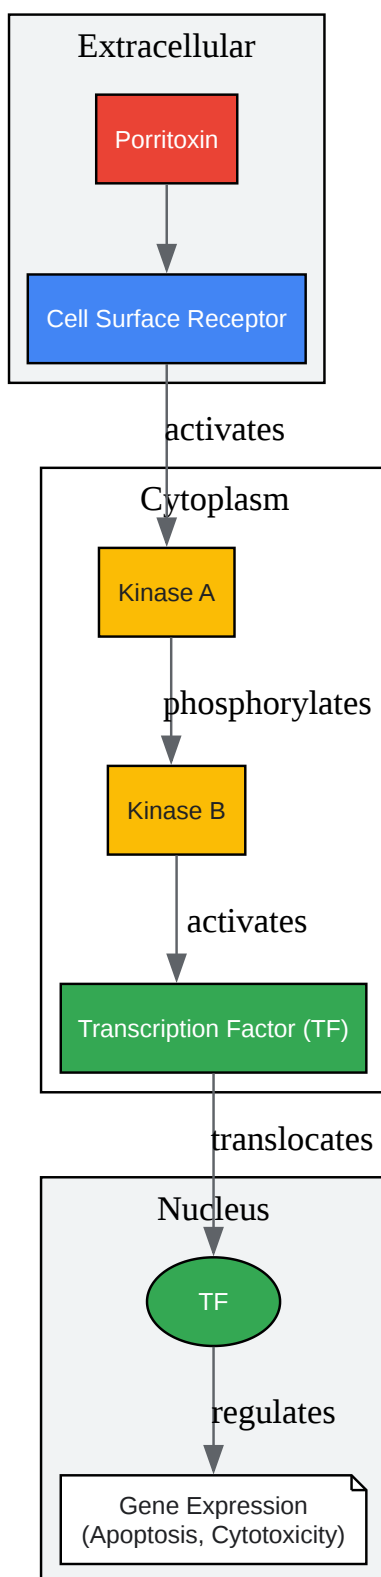 Extracellular
Porritoxin
Cell Surface Receptor
activates
Cytoplasm
Kinase A
phosphorylates
Kinase B
activates
Transcription Factor (TF)
translocates
Nucleus
TF
regulates
Gene Expression
(Apoptosis, Cytotoxicity)